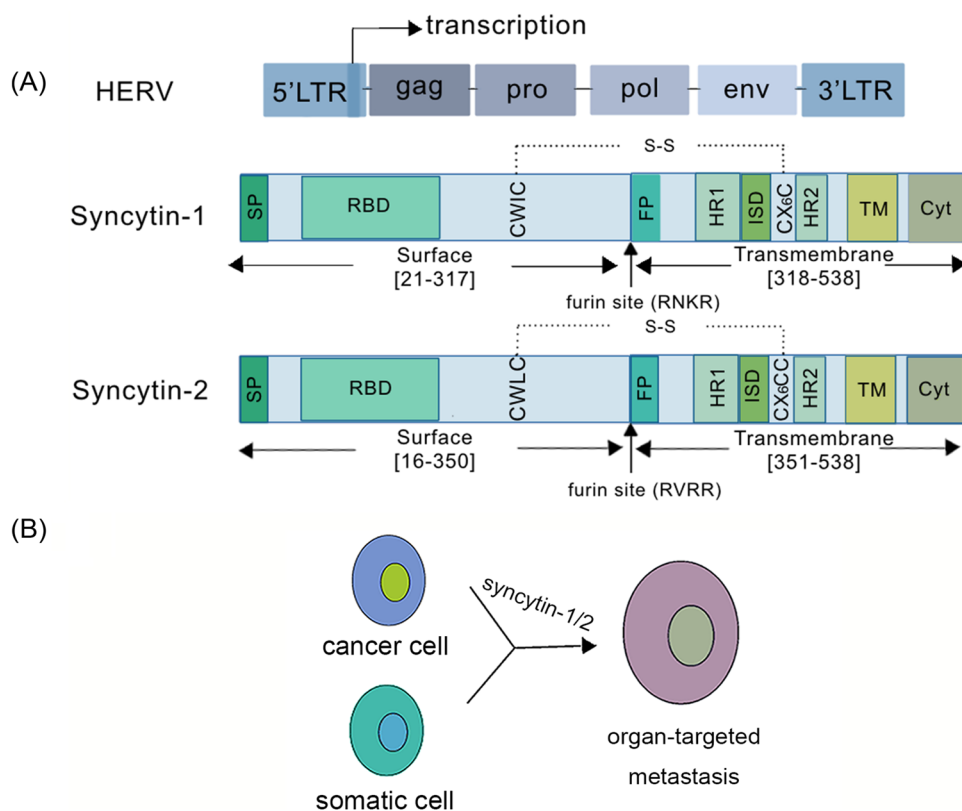 (A)
transcription
HERV
5'LTR gag pro pol env 3'LTR
S-S
Syncytin-1
SP RBD CWIC FP HR1 ISD CX6C HR2 TM Cyt
Surface
[21-317]
Transmembrane
[318-538]
furin site (RNKR)
S-S
Syncytin-2
SP RBD CWLC FP HR1 ISD CX6CC HR2 TM Cyt
Surface
[16-350]
Transmembrane
[351-538]
furin site (RVRR)
(B)
cancer cell
syncytin-1/2
somatic cell
organ-targeted
metastasis